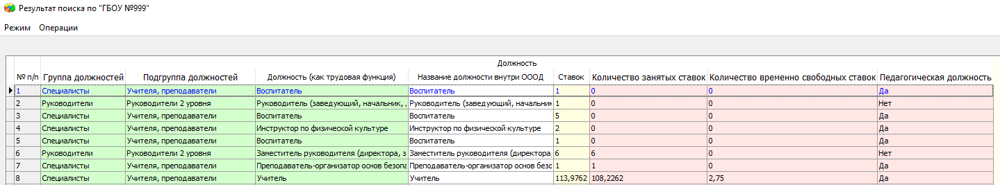 Результат поиска по "ГБОУ №999"
Режим Операции
Должность
№ п/п Группа должностей Подгруппа должностей Должность (как трудовая функция) Название должности внутри ОООД Ставок Количество занятых ставок Количество временно свободных ставок Педагогическая должность
1 Специалисты Учителя, преподаватели Воспитатель Воспитатель 1 0 0 Да
2 Руководители Руководители 2 уровня Руководитель (заведующий, начальник, Руководитель (заведующий, начальник 1 0 0 Нет
3 Специалисты Учителя, преподаватели Воспитатель Воспитатель 5 0 0 Да
4 Специалисты Учителя, преподаватели Инструктор по физической культуре Инструктор по физической культуре 2 0 0 Да
5 Специалисты Учителя, преподаватели Воспитатель Воспитатель 1 0 0 Да
6 Руководители Руководители 2 уровня Заместитель руководителя (директора, з Заместитель руководителя (директора, 6 6 0 Нет
7 Специалисты Учителя, преподаватели Преподаватель-организатор основ безопа Преподаватель-организатор основ безо 1 1 0 Да
8 Специалисты Учителя, преподаватели Учитель Учитель 113,9762 108,2262 2,75 Да